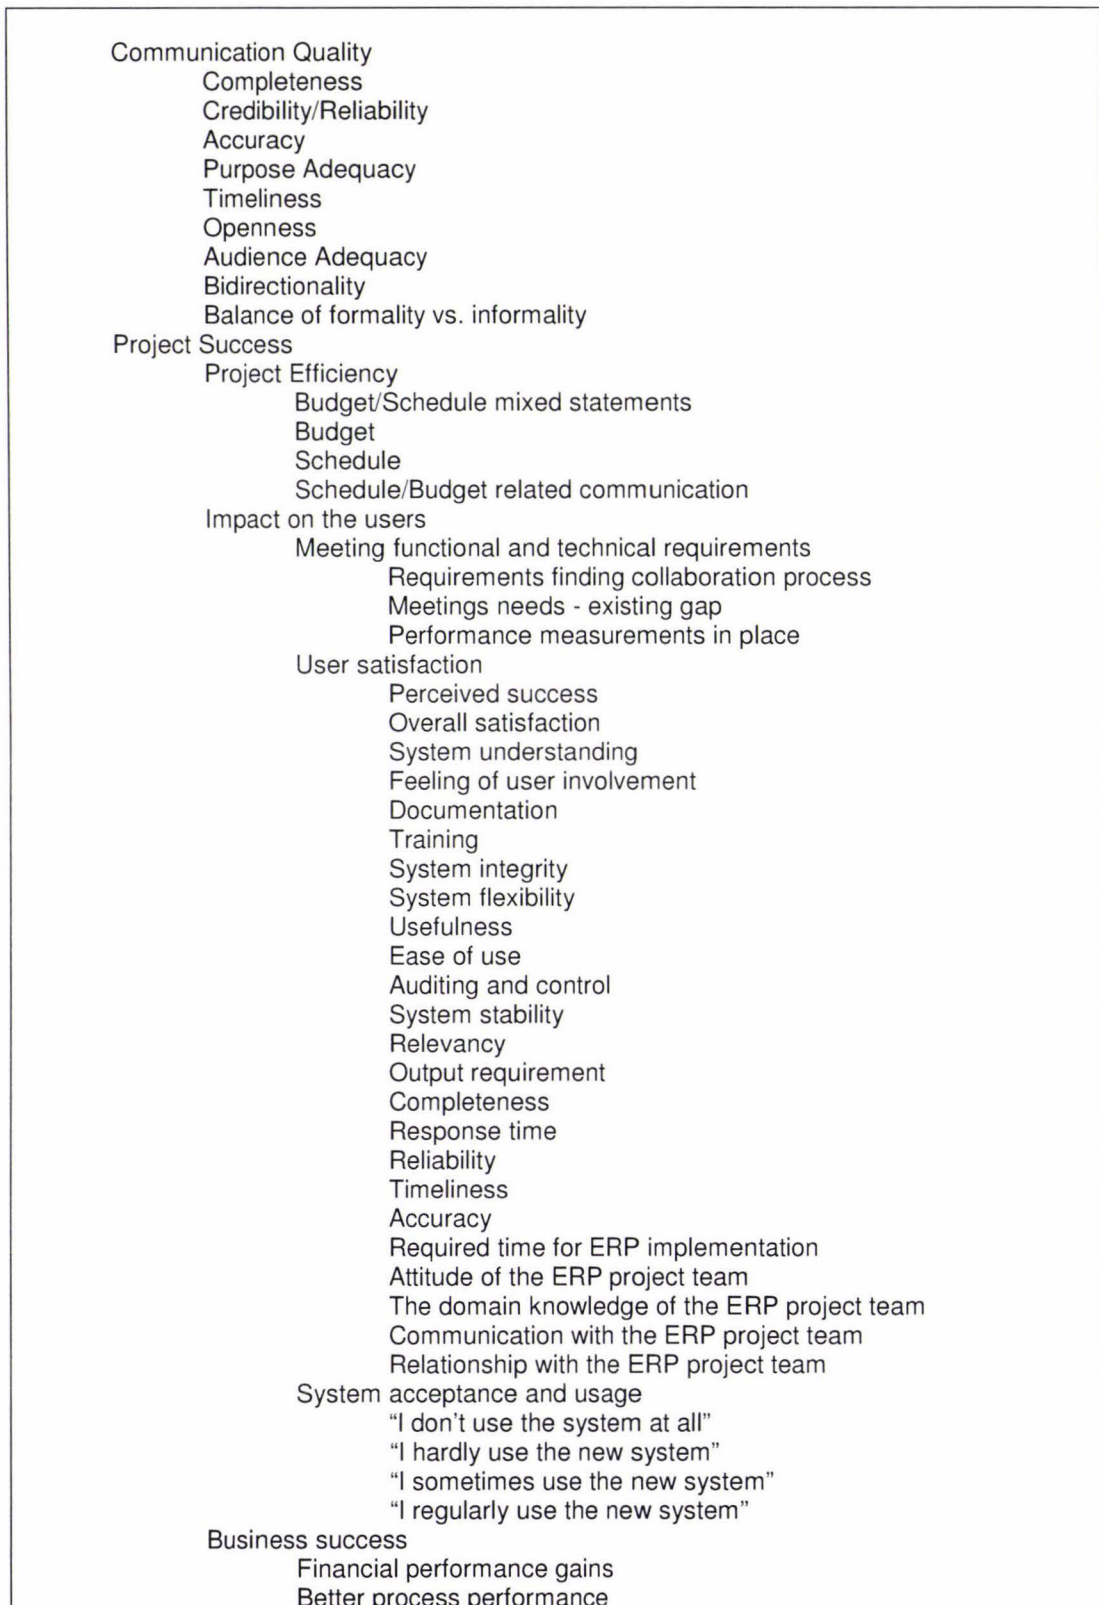 Communication Quality
Completeness
Credibility/Reliability
Accuracy
Purpose Adequacy
Timeliness
Openness
Audience Adequacy
Bidirectionality
Balance of formality vs. informality
Project Success
Project Efficiency
Budget/Schedule mixed statements
Budget
Schedule
Schedule/Budget related communication
Impact on the users
Meeting functional and technical requirements
Requirements finding collaboration process
Meetings needs - existing gap
Performance measurements in place
User satisfaction
Perceived success
Overall satisfaction
System understanding
Feeling of user involvement
Documentation
Training
System integrity
System flexibility
Usefulness
Ease of use
Auditing and control
System stability
Relevancy
Output requirement
Completeness
Response time
Reliability
Timeliness
Accuracy
Required time for ERP implementation
Attitude of the ERP project team
The domain knowledge of the ERP project team
Communication with the ERP project team
Relationship with the ERP project team
System acceptance and usage
“I don't use the system at all”
“I hardly use the new system”
“I sometimes use the new system”
“I regularly use the new system”
Business success
Financial performance gains
Better process performance